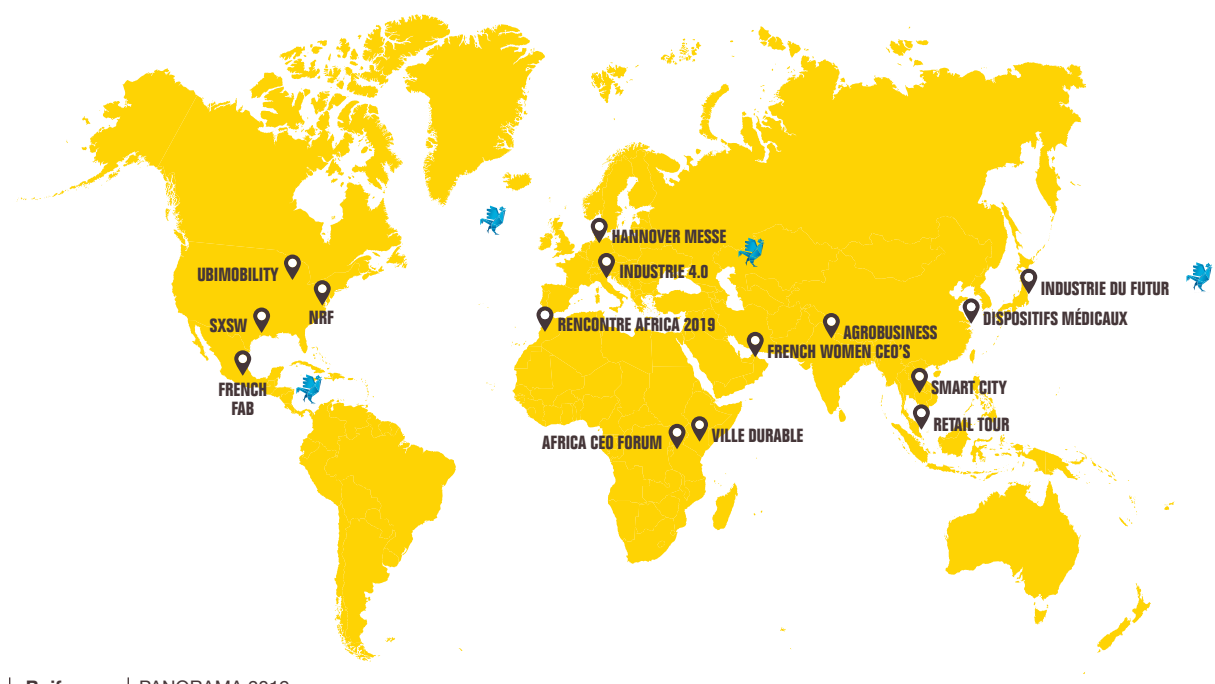 HANNOVER MESSE
UBIMOBILITY
INDUSTRIE 4.0
INDUSTRIE DU FUTUR
NRF
SXSW
RENCONTRE AFRICA 2019
DISPOSITIFS MÉDICAUX
AGROBUSINESS
FRENCH WOMEN CEO'S
FRENCH
FAB
SMART CITY
RETAIL TOUR
AFRICA CEO FORUM
VILLE DURABLE
PANORAMA